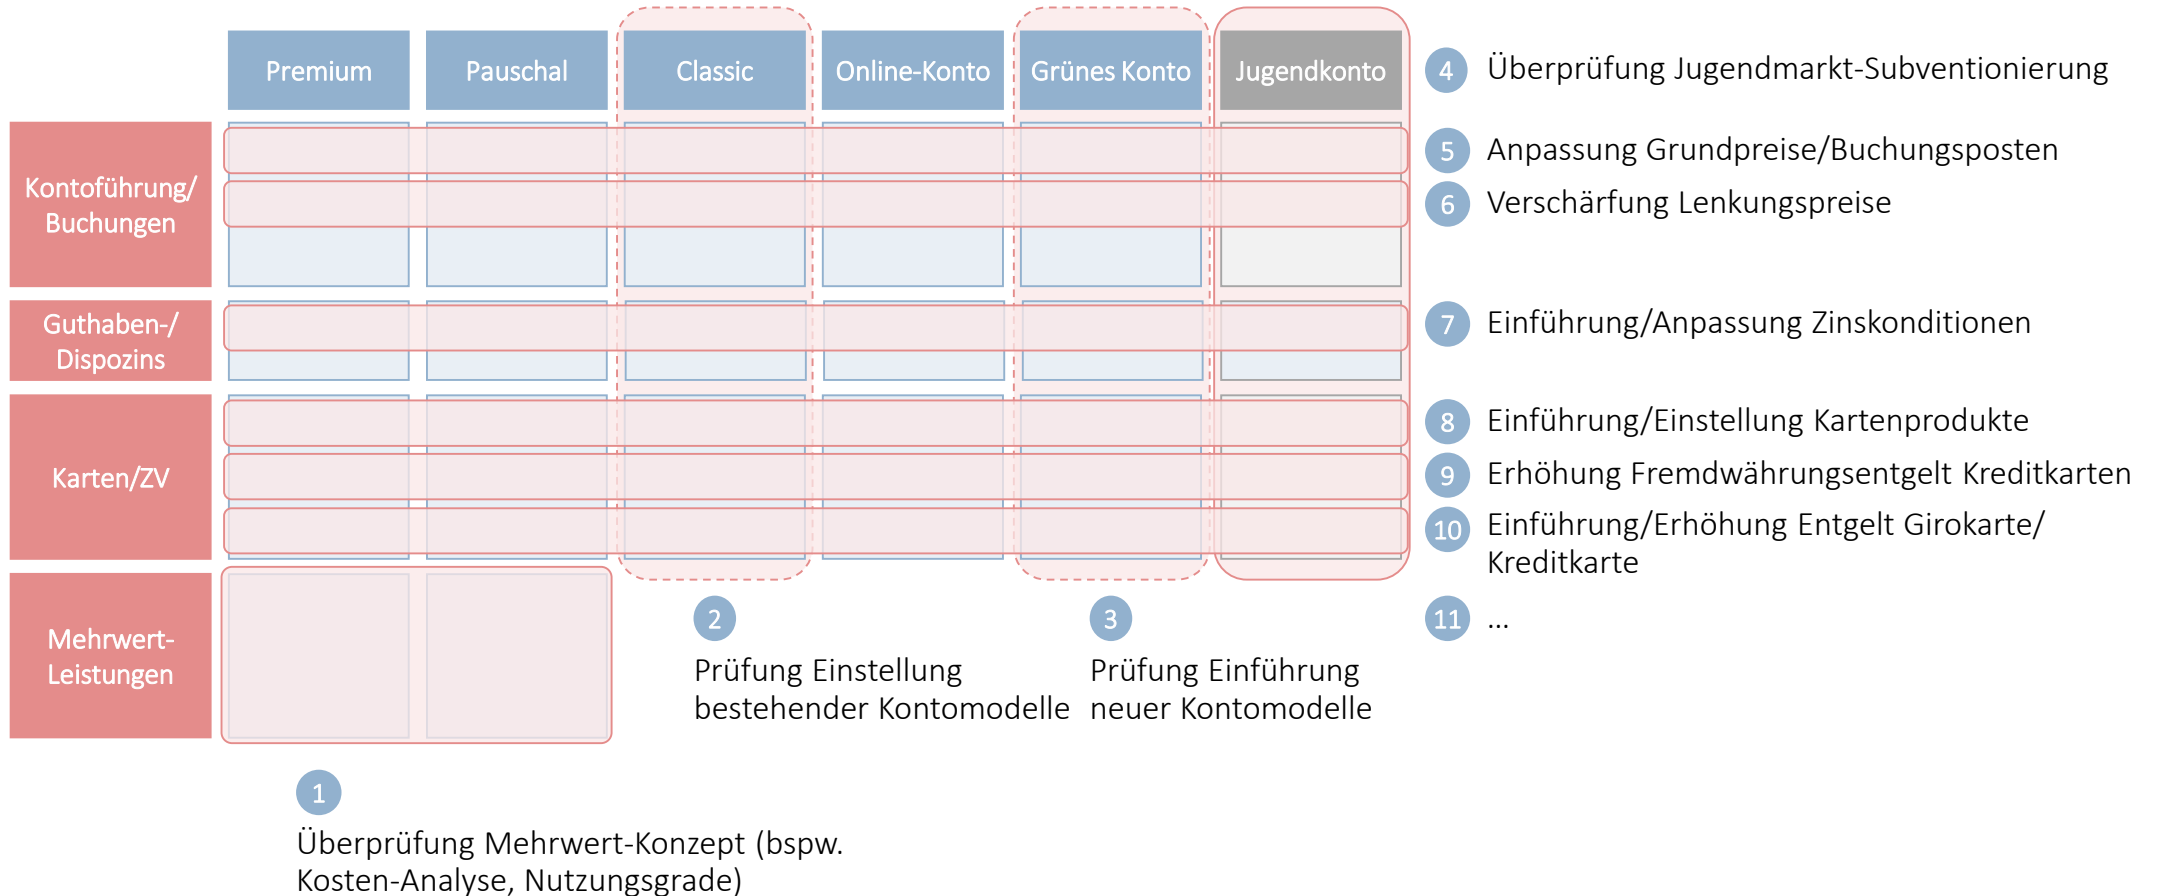 Premium
Pauschal
Classic
Online-Konto
Grünes Konto
Jugendkonto
4
Überprüfung Jugendmarkt-Subventionierung
Kontoführung/
Buchungen
5
Anpassung Grundpreise/Buchungsposten
6
Verschärfung Lenkungspreise
Guthaben-/
Dispozins
7
Einführung/Anpassung Zinskonditionen
Karten/ZV
8
Einführung/Einstellung Kartenprodukte
9
Erhöhung Fremdwährungsentgelt Kreditkarten
10
Einführung/Erhöhung Entgelt Girokarte/
Kreditkarte
Mehrwert-
Leistungen
2
Prüfung Einstellung
bestehender Kontomodelle
3
Prüfung Einführung
neuer Kontomodelle
11
...
1
Überprüfung Mehrwert-Konzept (bspw.
Kosten-Analyse, Nutzungsgrade)